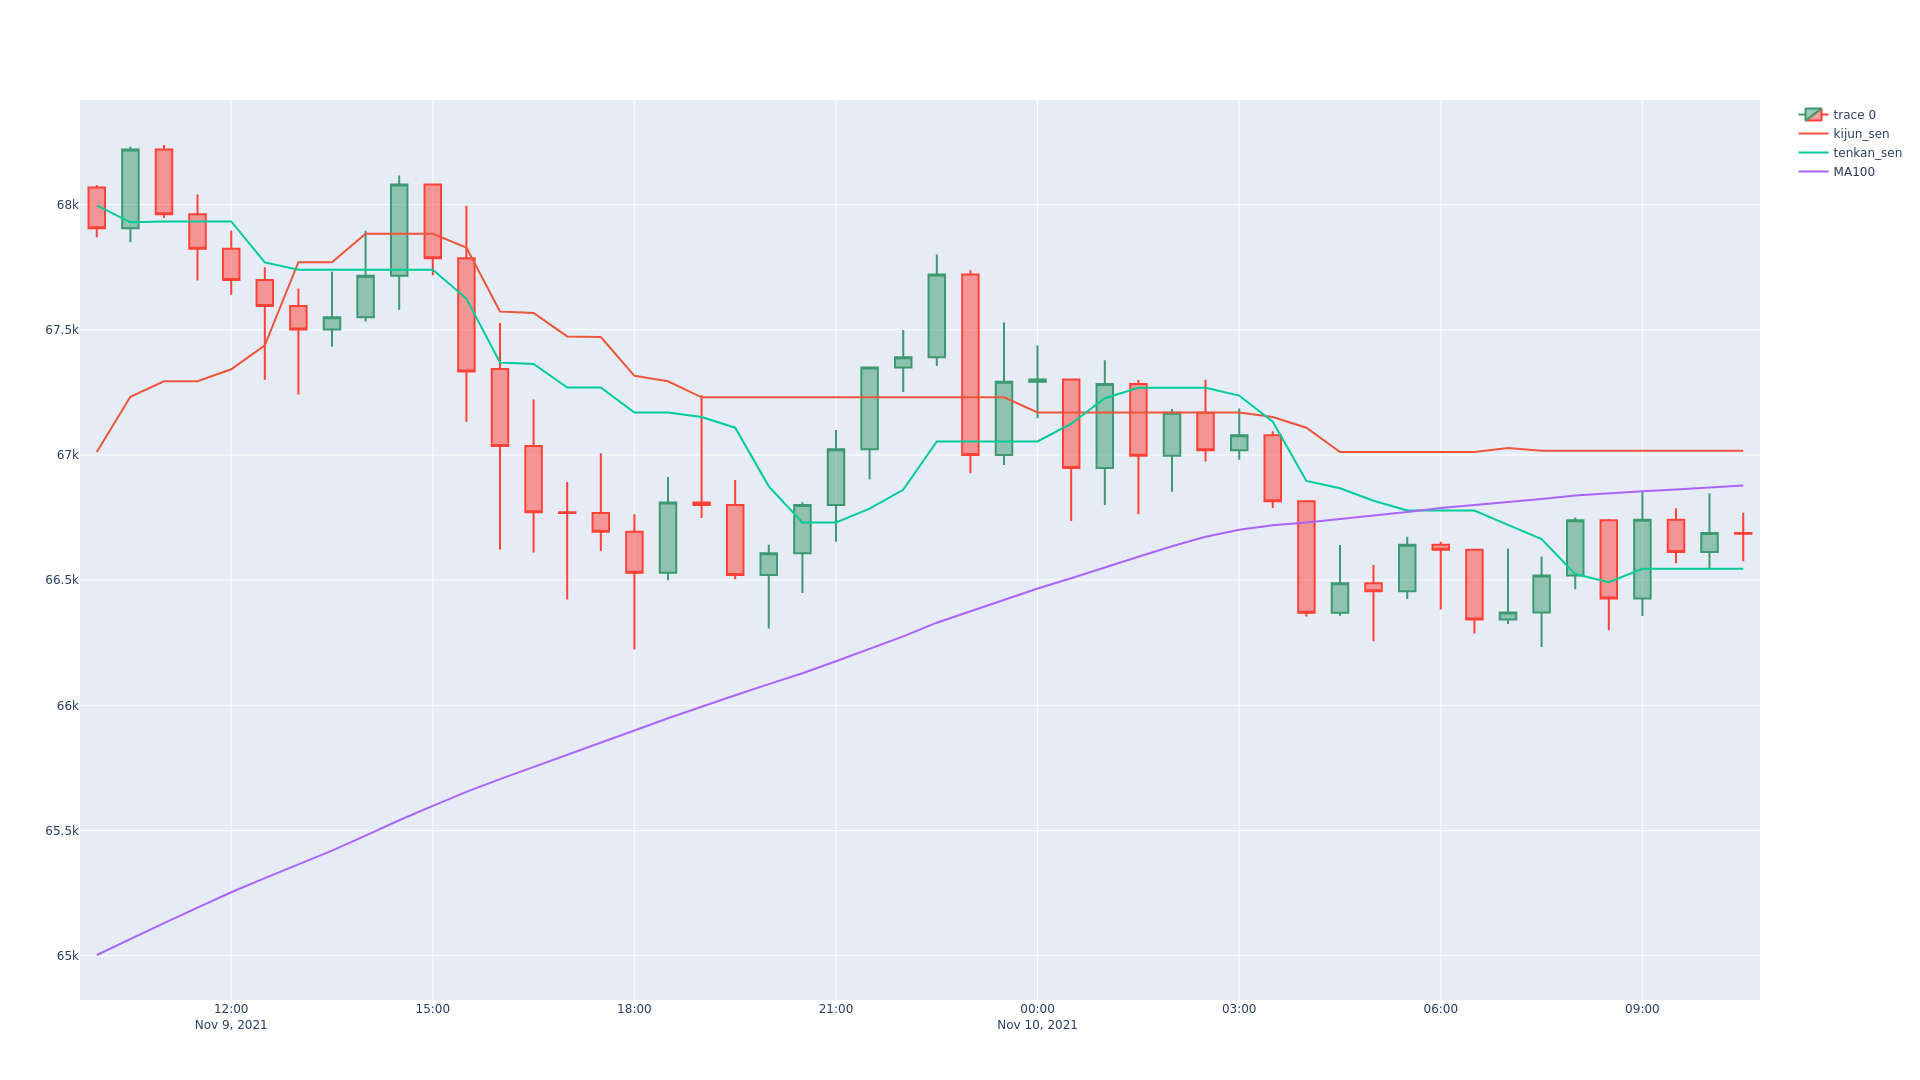 trace 0
kijun_sen
tenkan_sen
MA100
68k
67.5k
67k
66.5k
66k
65.5k
65k
12:00 15:00 18:00 21:00 00:00 03:00 06:00 09:00
Nov 9, 2021 Nov 10, 2021